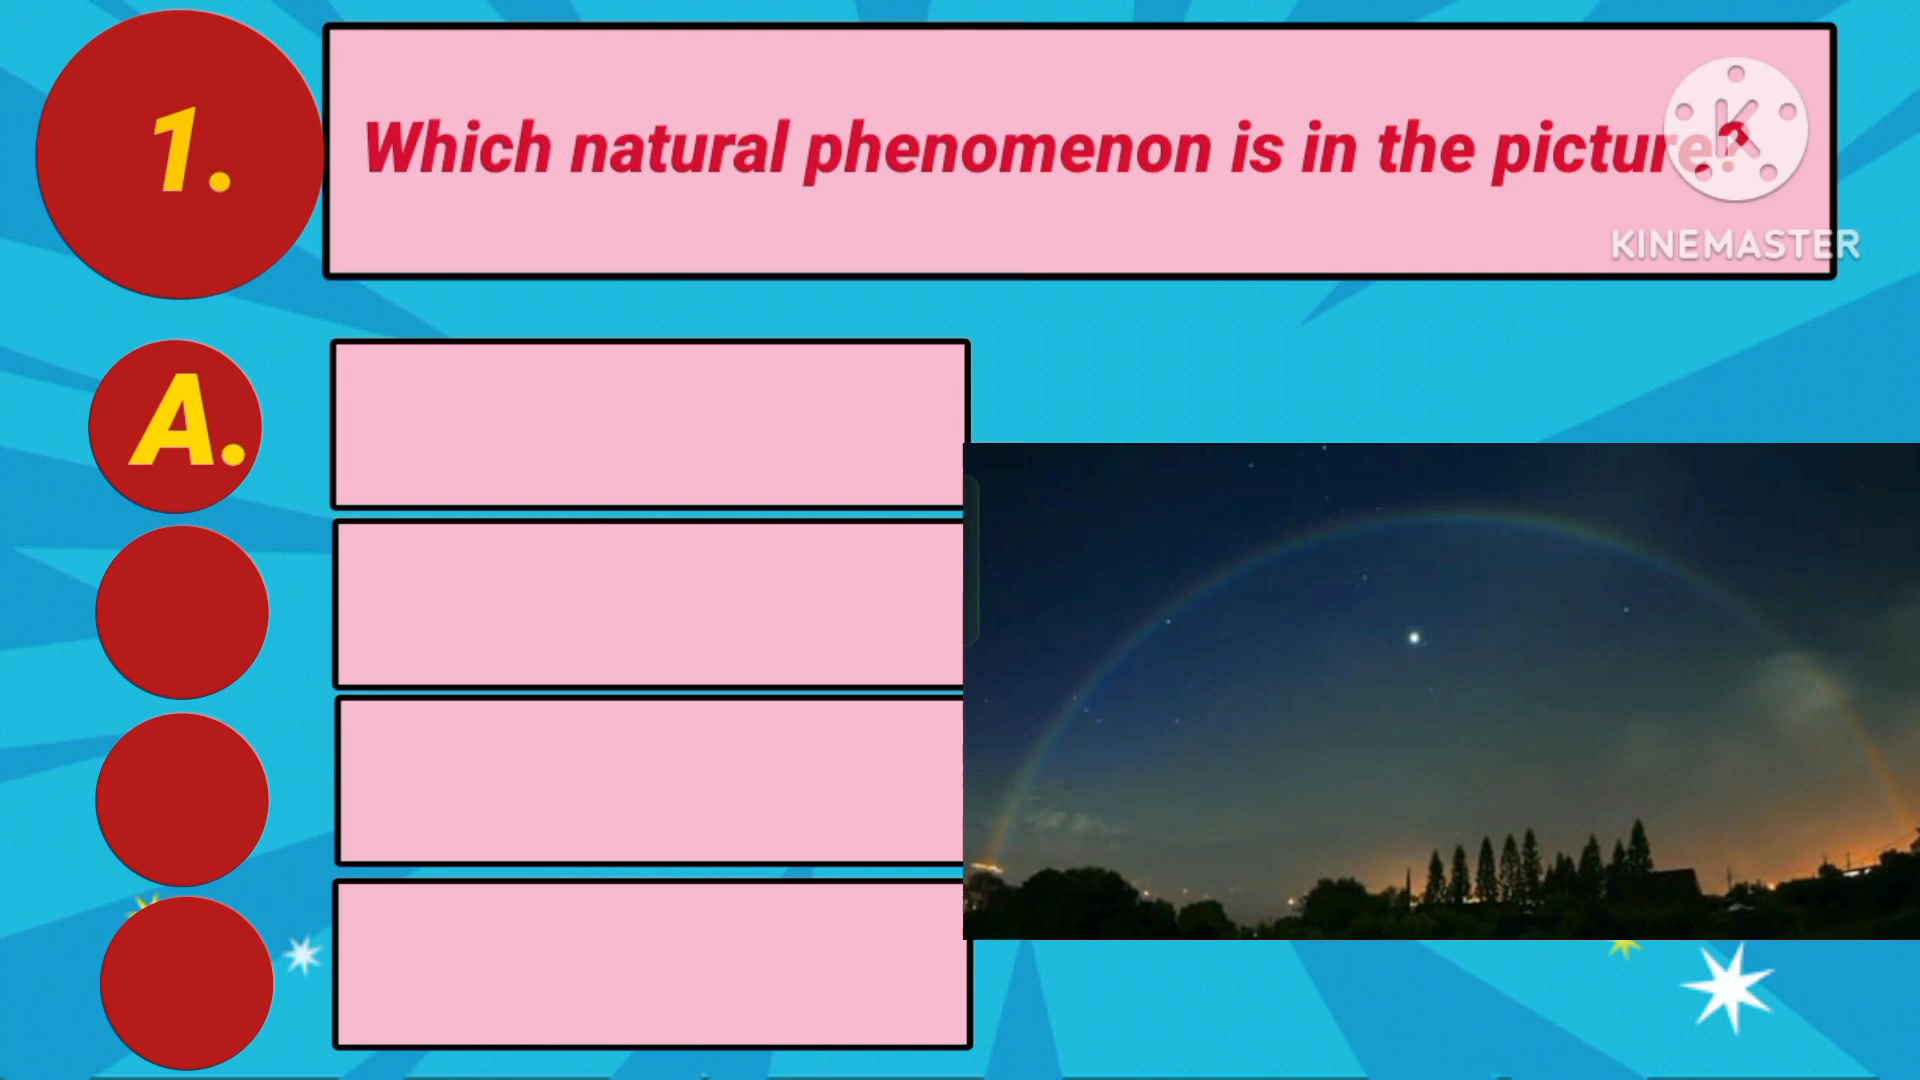 1.
Which natural phenomenon is in the picture?
KINEMASTER
A.